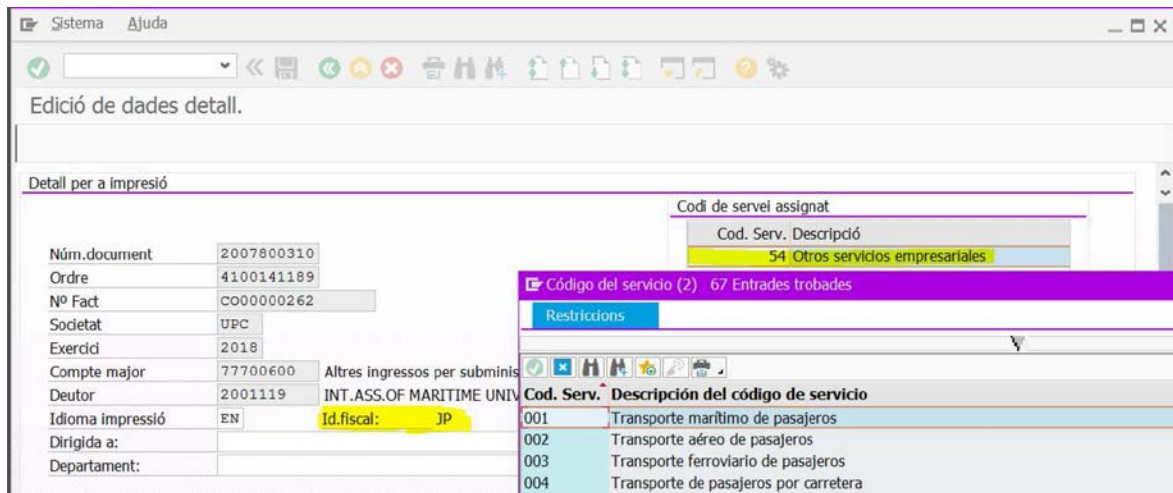 Sistema Ajuda
Edició de dades detall.
Detall per a impressió
Codi de servei assignat
Cod. Serv. Descripció
54 Otros servicios empresariales
Núm.document 2007800310
Ordre 4100141189
Nº Fact CO00000262
Societat UPC
Exercici 2018
Compte major 77700600 Altres ingressos per subminis
Deutor 2001119 INT.ASS.OF MARITIME UNIV
Idioma impressió EN Id.fiscal: JP
Dirigida a:
Departament:
Código del servicio (2) 67 Entrades trobades
Restriccions
Cod. Serv. Descripción del código de servicio
001 Transporte marítimo de pasajeros
002 Transporte aéreo de pasajeros
003 Transporte ferroviario de pasajeros
004 Transporte de pasajeros por carretera